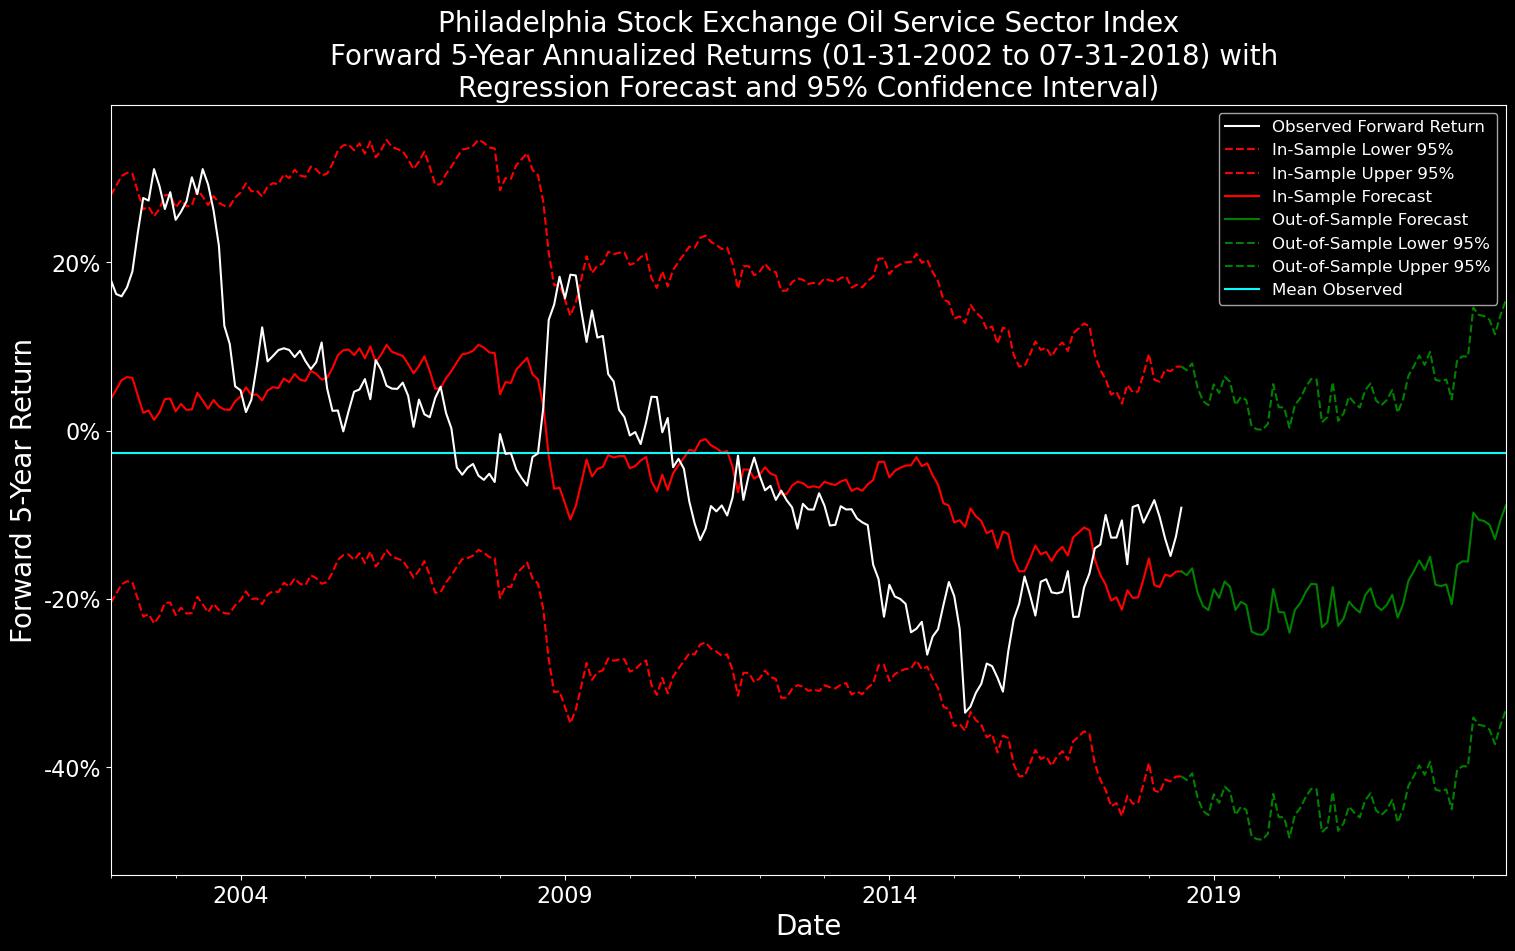 Philadelphia Stock Exchange Oil Service Sector Index
Forward 5-Year Annualized Returns (01-31-2002 to 07-31-2018) with
Regression Forecast and 95% Confidence Interval)
Observed Forward Return
In-Sample Lower 95%
In-Sample Upper 95%
In-Sample Forecast
Out-of-Sample Forecast
Out-of-Sample Lower 95%
Out-of-Sample Upper 95%
Mean Observed
Forward 5-Year Return
20%
0%
-20%
-40%
2004
2009
2014
2019
Date